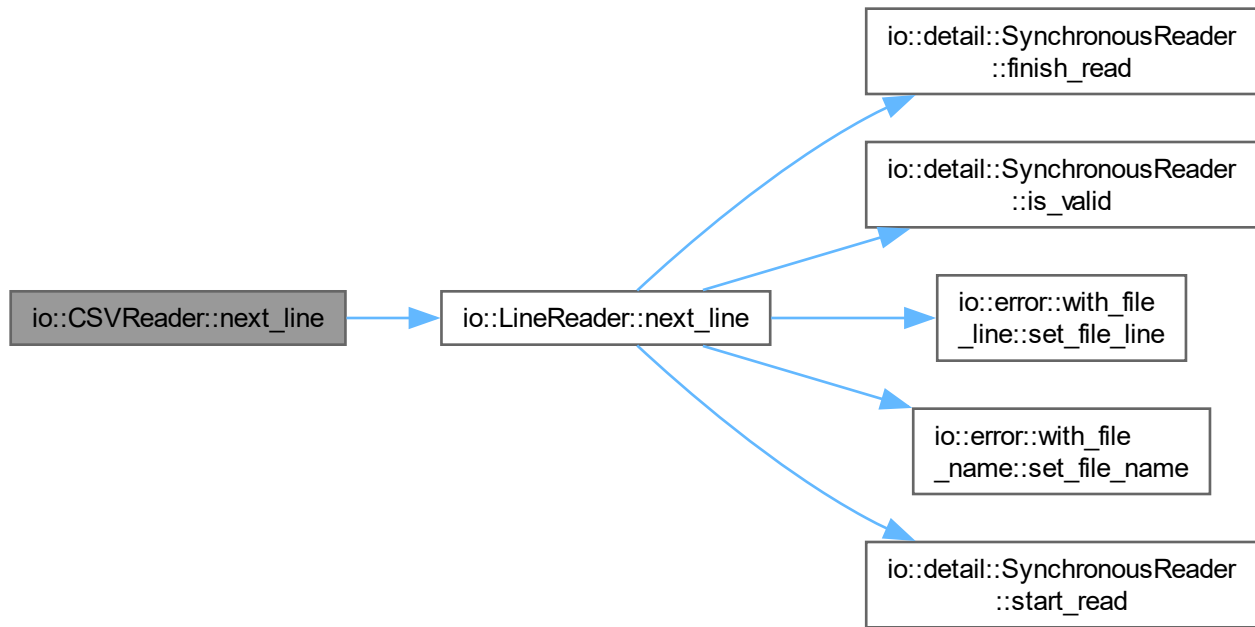 io::CSVReader::next_line
io::LineReader::next_line
io::detail::SynchronousReader
::finish_read
io::detail::SynchronousReader
::is_valid
io::error::with_file
_line::set_file_line
io::error::with_file
_name::set_file_name
io::detail::SynchronousReader
::start_read